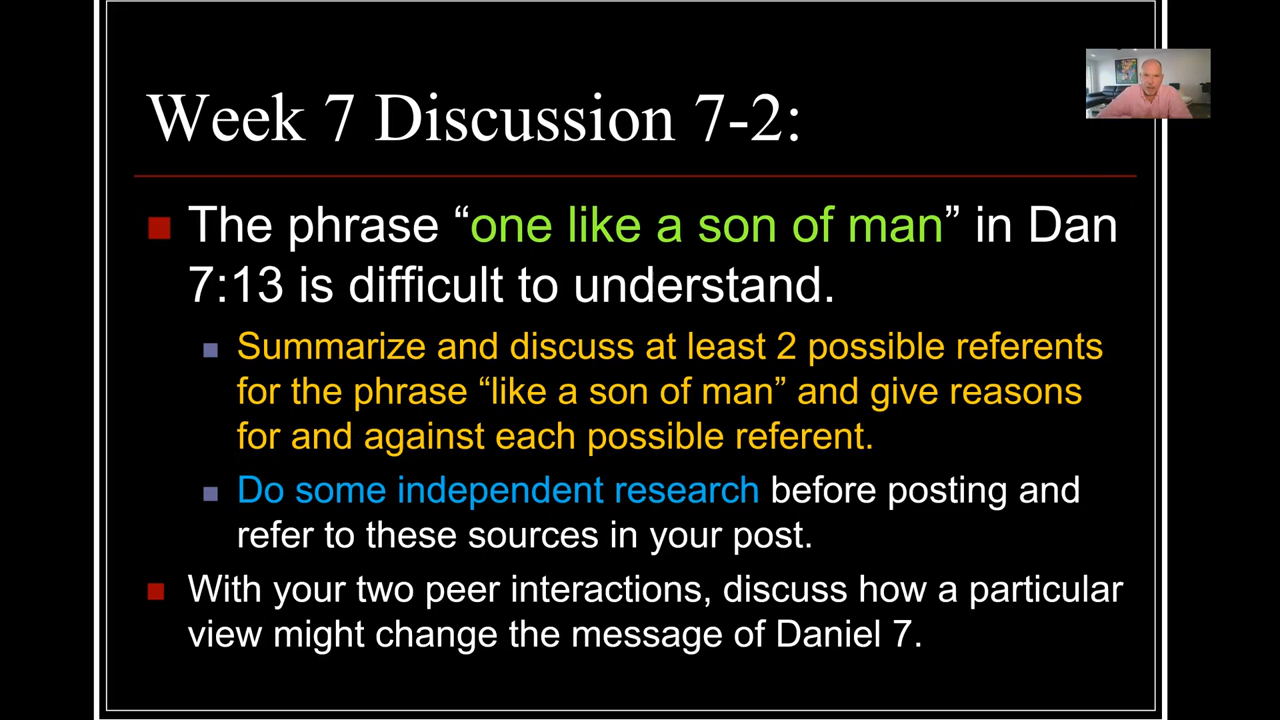 Week 7 Discussion 7-2:
The phrase “one like a son of man” in Dan
7:13 is difficult to understand.
Summarize and discuss at least 2 possible referents
for the phrase “like a son of man” and give reasons
for and against each possible referent.
Do some independent research before posting and
refer to these sources in your post.
With your two peer interactions, discuss how a particular
view might change the message of Daniel 7.